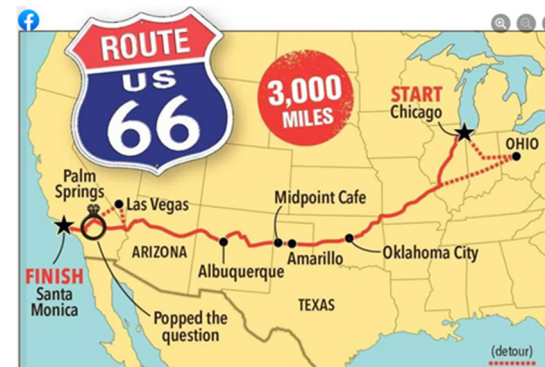 ROUTE
US
66
3,000
MILES
START
Chicago
OHIO
Palm
Springs
Las Vegas
Midpoint Cafe
ARIZONA
Albuquerque
Amarillo
Oklahoma City
FINISH
Santa
Monica
Popped the
question
TEXAS
(detour)